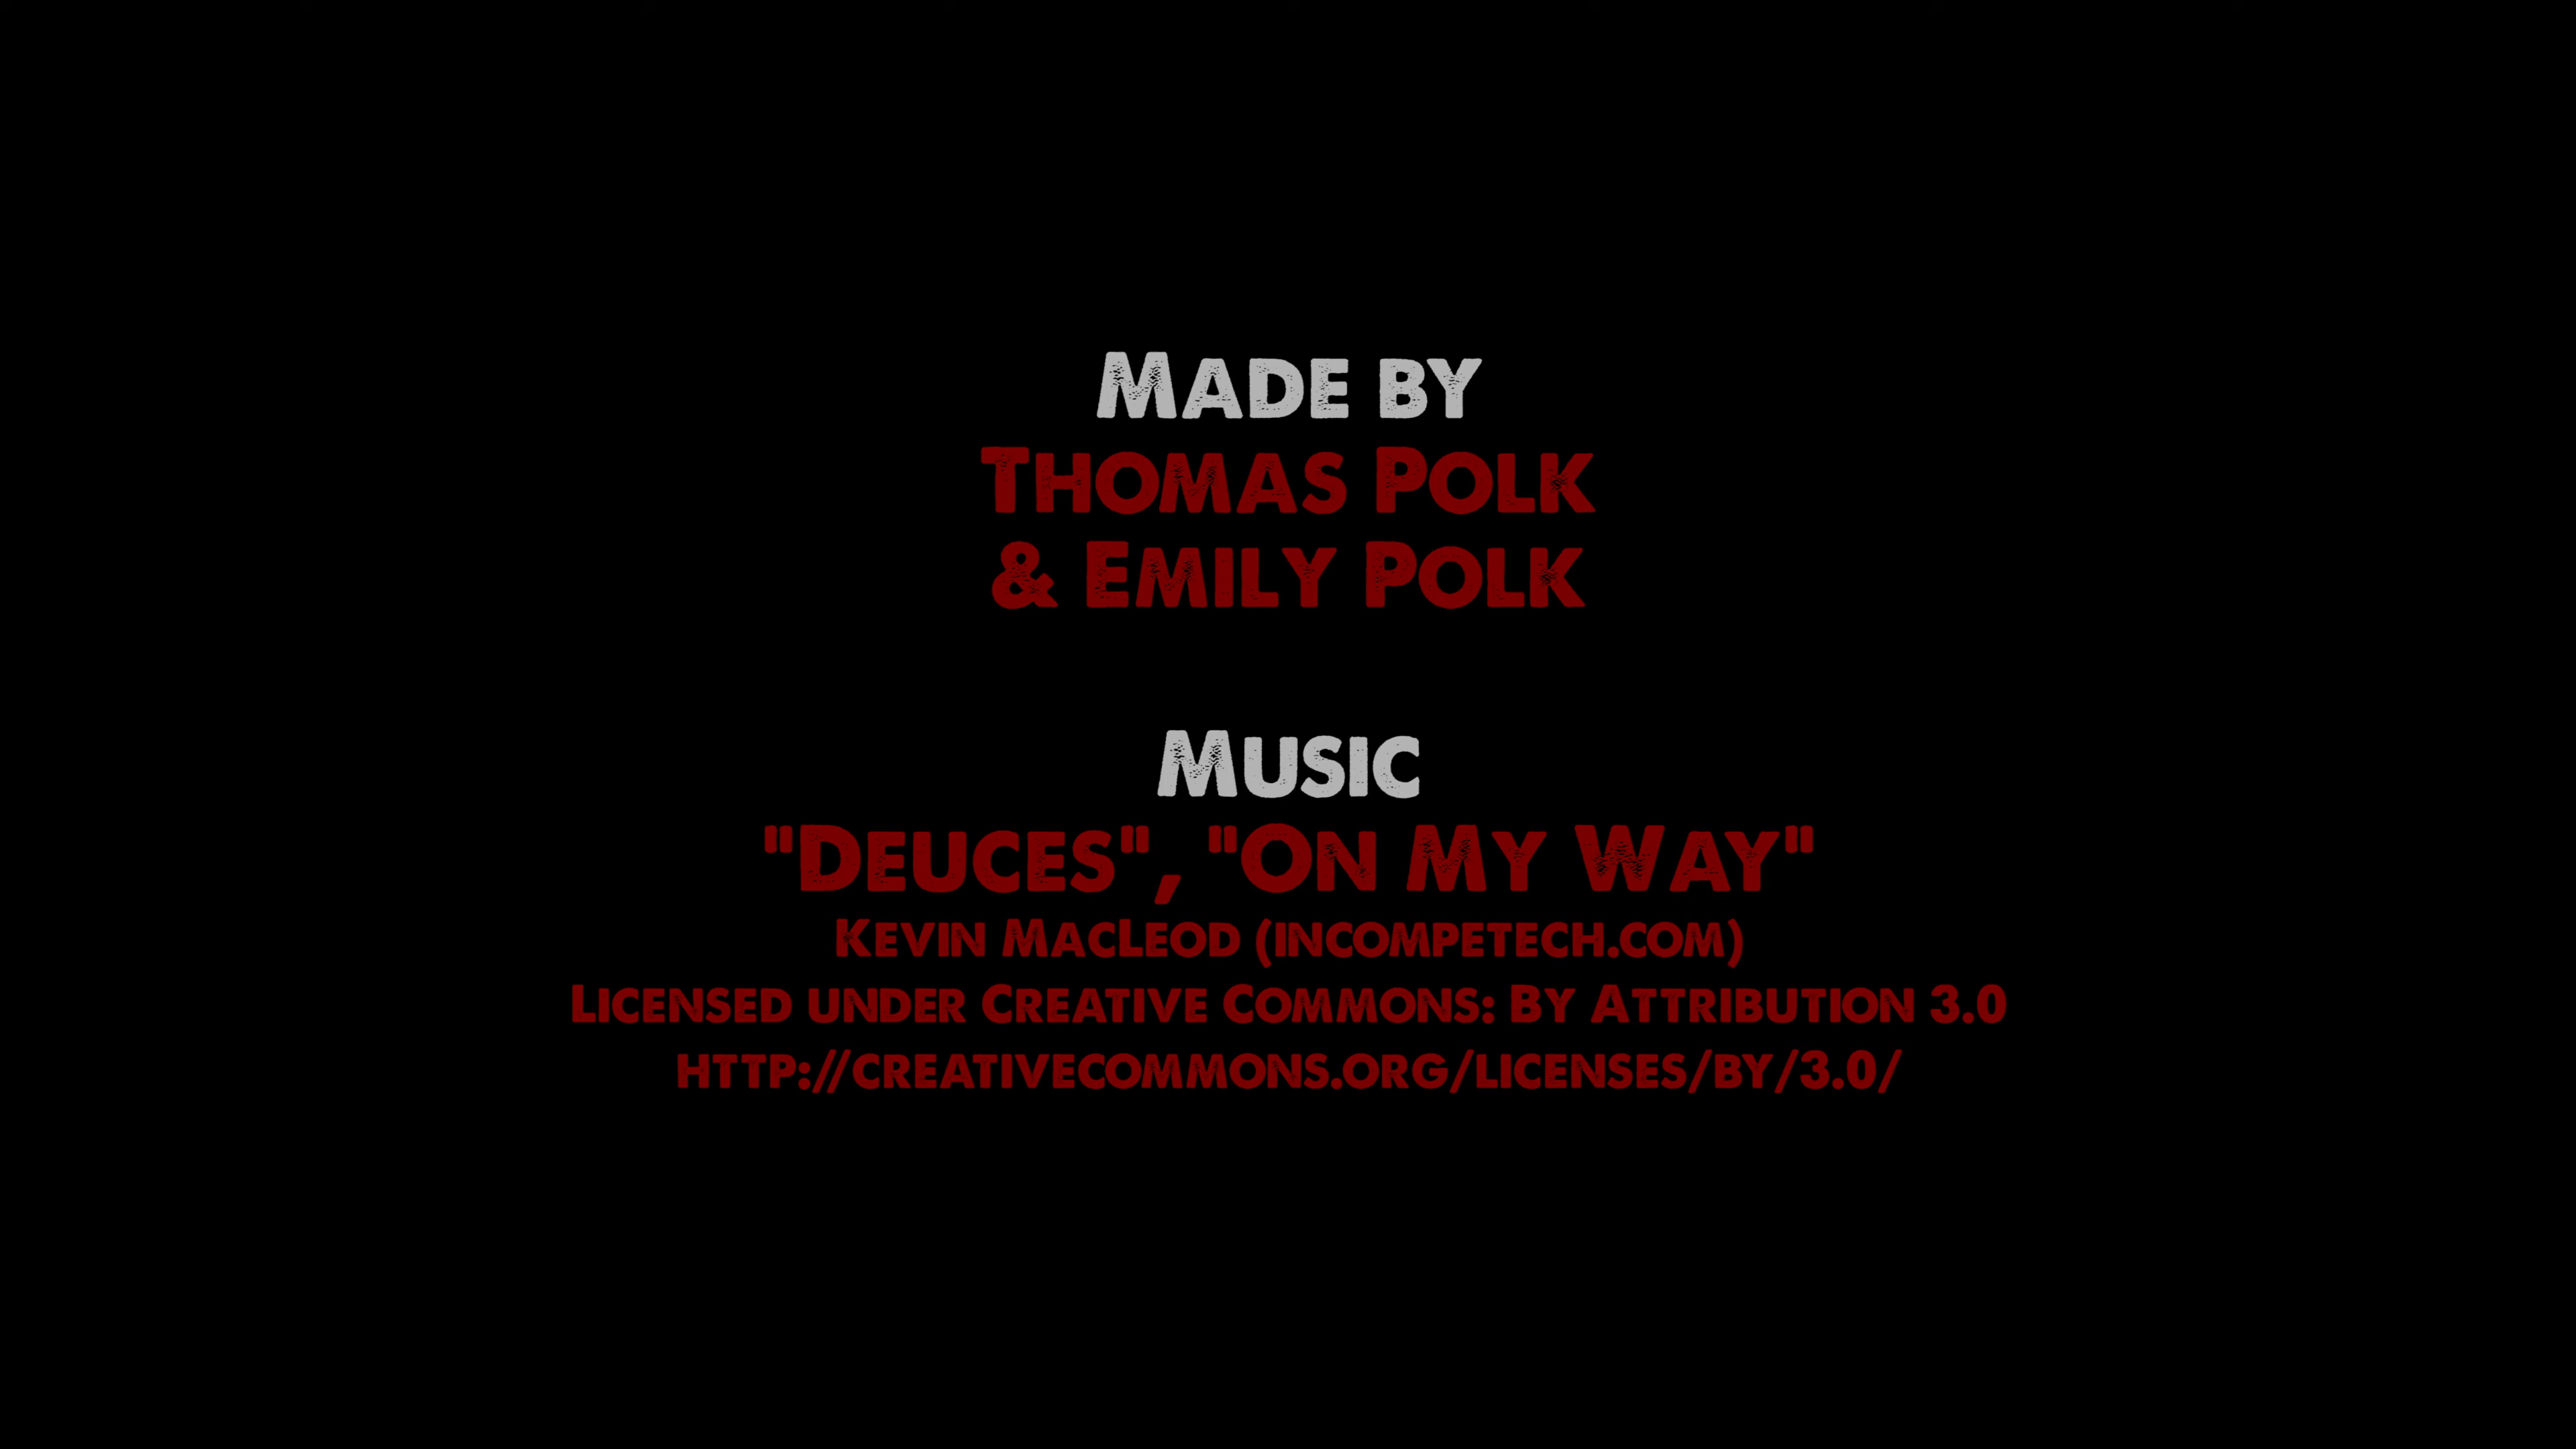 Made by
Thomas Polk
& Emily Polk
Music
"Deuces", "On My Way"
Kevin MacLeod (incompetech.com)
Licensed under Creative Commons: By Attribution 3.0
http://creativecommons.org/licenses/by/3.0/